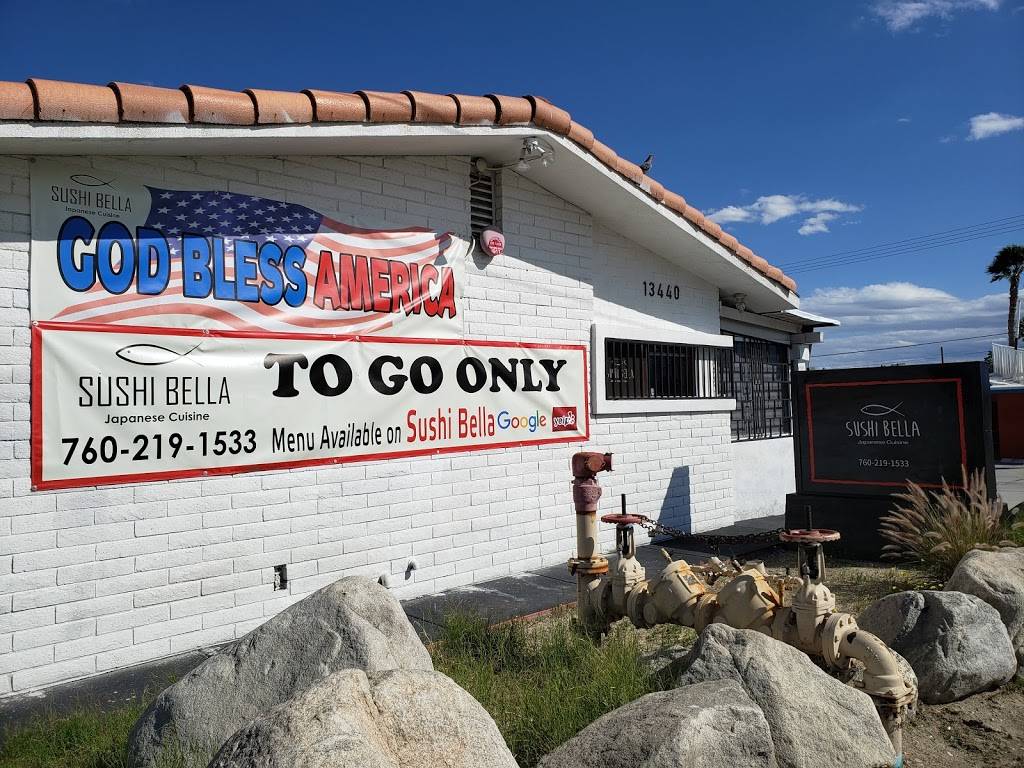 SUSHI BELLA
Japanese Cuisine
GOD BLESS AMERICA
SUSHI BELLA
Japanese Cuisine
TO GO ONLY
760-219-1533
Menu Available on Sushi Bella Google yelp
13440
SUSHI BELLA
Japanese Cuisine
760-219-1533